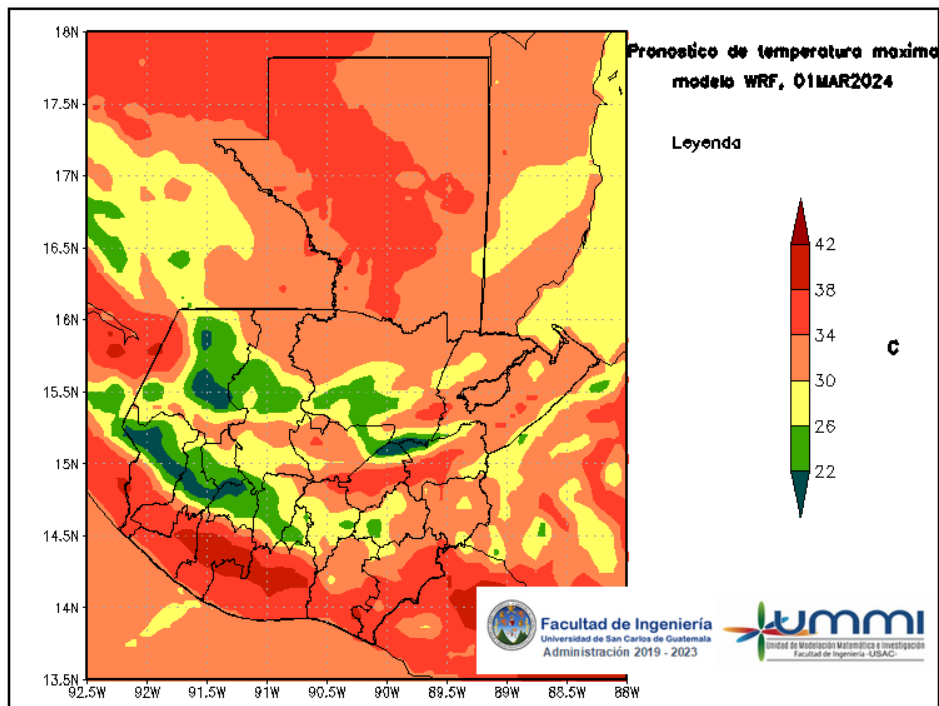 Pronostico de temperatura maxima
modelo WRF, 01MAR2024
Leyenda
42
38
34
30
26
22
C
18N
17.5N
17N
16.5N
16N
15.5N
15N
14.5N
14N
13.5N
92.5W
92W
91.5W
91W
90.5W
90W
89.5W
89W
88.5W
88W
Facultad de Ingeniería
Universidad de San Carlos de Guatemala
Administración 2019 - 2023
ummi
Unidad de Modelación Matemática e Investigación
Facultad de Ingeniería -USAC-